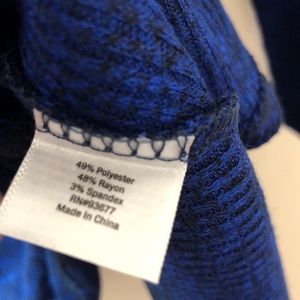 49% Polyester
48% Rayon
3% Spandex
RN#93677
Made In China